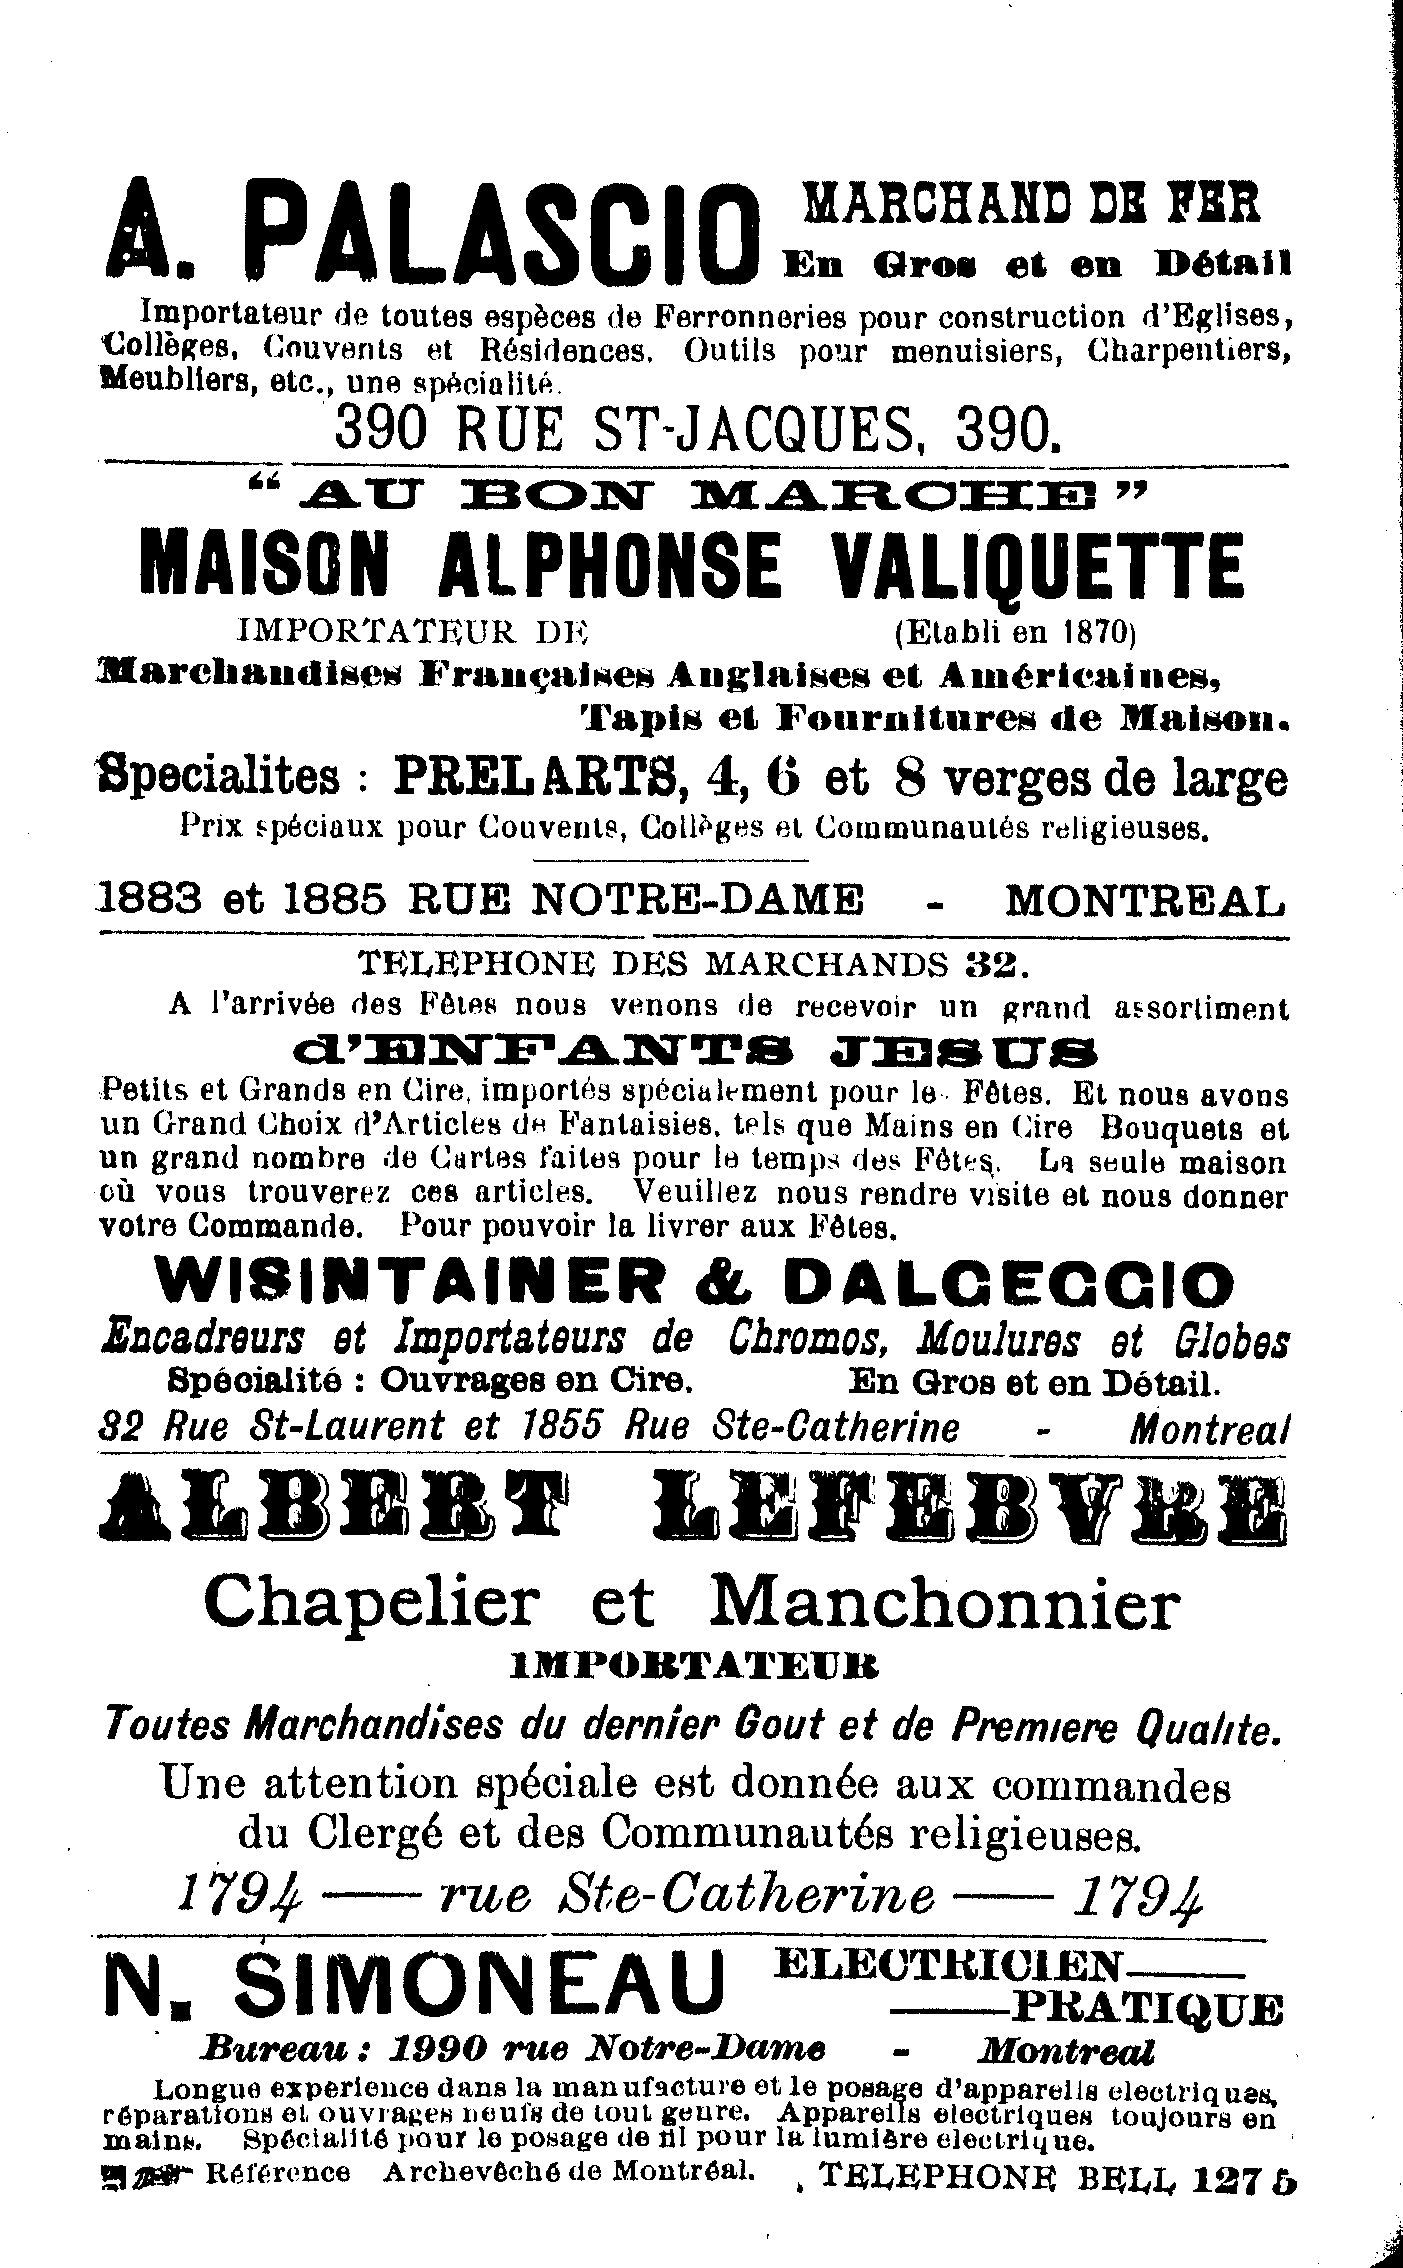 A. PALASCIO MARCHAND DE FER
En Gros et en Détail
Importateur de toutes espèces de Ferronneries pour construction d'Eglises,
Collèges, Couvents et Résidences. Outils pour menuisiers, Charpentiers,
Meubliers, etc., une spécialité.
390 RUE ST-JACQUES, 390.
"AU BON MARCHE"
MAISON ALPHONSE VALIQUETTE
IMPORTATEUR DE (Etabli en 1870)
Marchandises Françaises Anglaises et Américaines,
Tapis et Fournitures de Maison.
Specialites : PRELARTS, 4, 6 et 8 verges de large
Prix spéciaux pour Couvents, Collèges et Communautés religieuses.
1883 et 1885 RUE NOTRE-DAME - MONTREAL
TELEPHONE DES MARCHANDS 32.
A l'arrivée des Fêtes nous venons de recevoir un grand assortiment
d'ENFANTS JESUS
Petits et Grands en Cire, importés spécialement pour le Fêtes. Et nous avons
un Grand Choix d'Articles de Fantaisies, tels que Mains en Cire Bouquets et
un grand nombre de Cartes faites pour le temps des Fêtes. La seule maison
où vous trouverez ces articles. Veuillez nous rendre visite et nous donner
votre Commande. Pour pouvoir la livrer aux Fêtes.
WISINTAINER & DALGEGGIO
Encadreurs et Importateurs de Chromos, Moulures et Globes
Spécialité : Ouvrages en Cire. En Gros et en Détail.
82 Rue St-Laurent et 1855 Rue Ste-Catherine - Montreal
ALBERT LEFEBVRE
Chapelier et Manchonnier
IMPORTATEUR
Toutes Marchandises du dernier Gout et de Premiere Qualite.
Une attention spéciale est donnée aux commandes
du Clergé et des Communautés religieuses.
1794 — rue Ste-Catherine — 1794
N. SIMONEAU ELECTRICIEN—
—PRATIQUE
Bureau : 1990 rue Notre-Dame - Montreal
Longue experience dans la manufacture et le posage d'appareils electriques,
réparations et ouvrages neufs de tout genre. Appareils electriques toujours en
mains. Spécialité pour le posage de fil pour la lumière electrique.
Référence Archevêché de Montréal. TELEPHONE BELL 1275